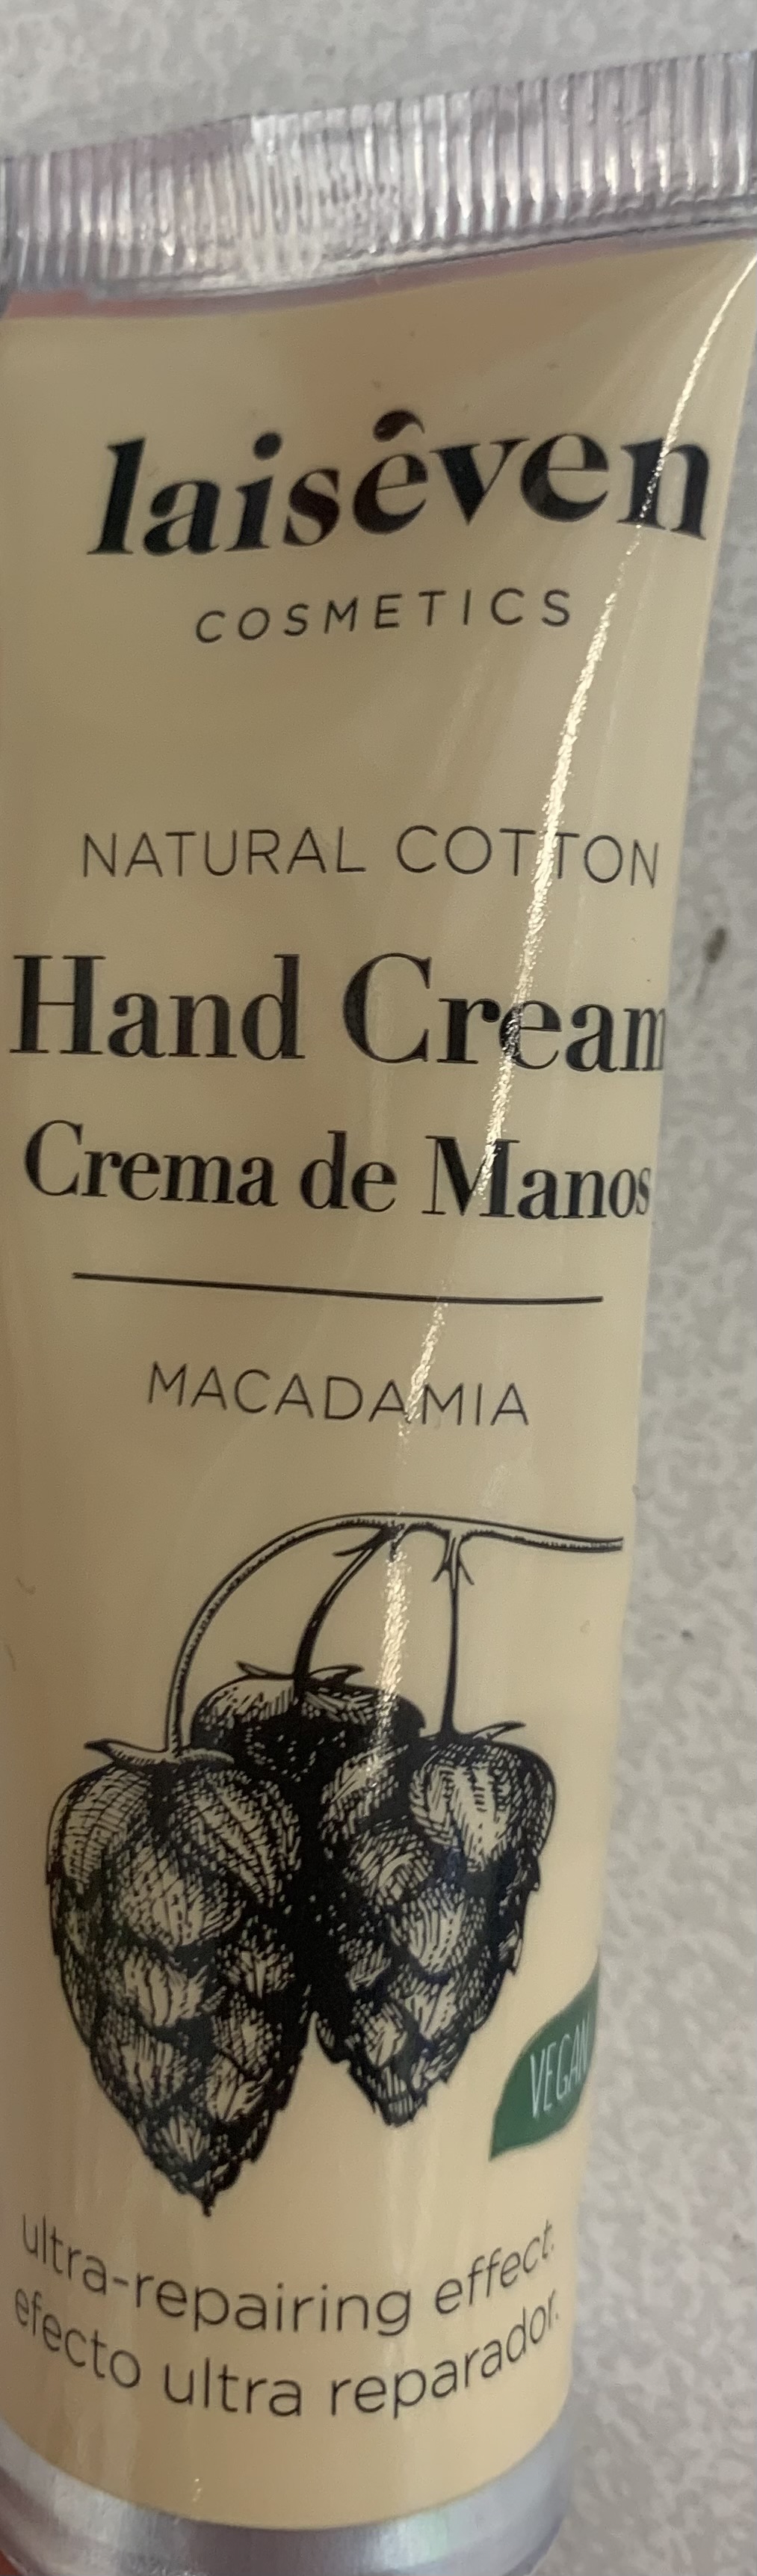 laisêven
COSMETICS
NATURAL COTTON
Hand Cream
Crema de Manos
MACADAMIA
VEGAN
ultra-repairing effect.
efecto ultra reparador.